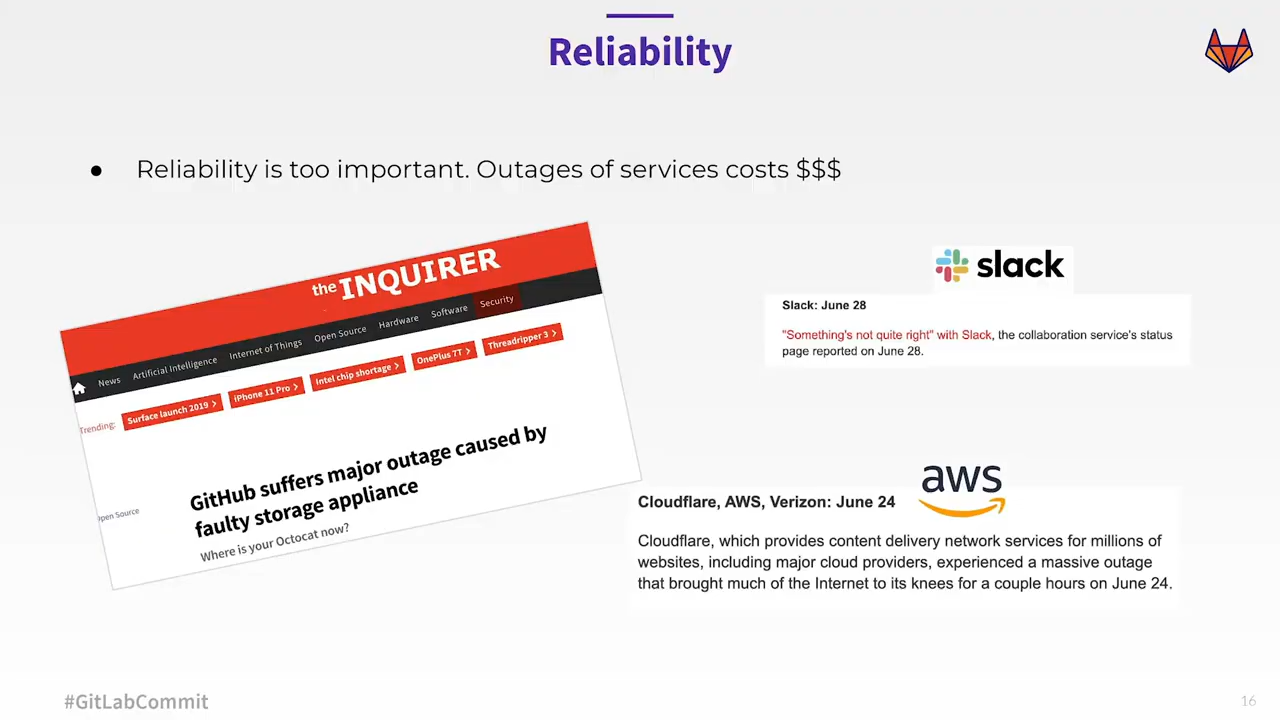 Reliability
● Reliability is too important. Outages of services costs $$$
the INQUIRER
News Artificial Intelligence Internet of Things Open Source Hardware Software Security
Trending: Surface launch 2019 > iPhone 11 Pro > Intel chip shortage > OnePlus 7T > Threadripper 3 >
Open Source
GitHub suffers major outage caused by
faulty storage appliance
Where is your Octocat now?
slack
Slack: June 28
"Something's not quite right" with Slack, the collaboration service's status
page reported on June 28.
aws
Cloudflare, AWS, Verizon: June 24
Cloudflare, which provides content delivery network services for millions of
websites, including major cloud providers, experienced a massive outage
that brought much of the Internet to its knees for a couple hours on June 24.
#GitLabCommit
16